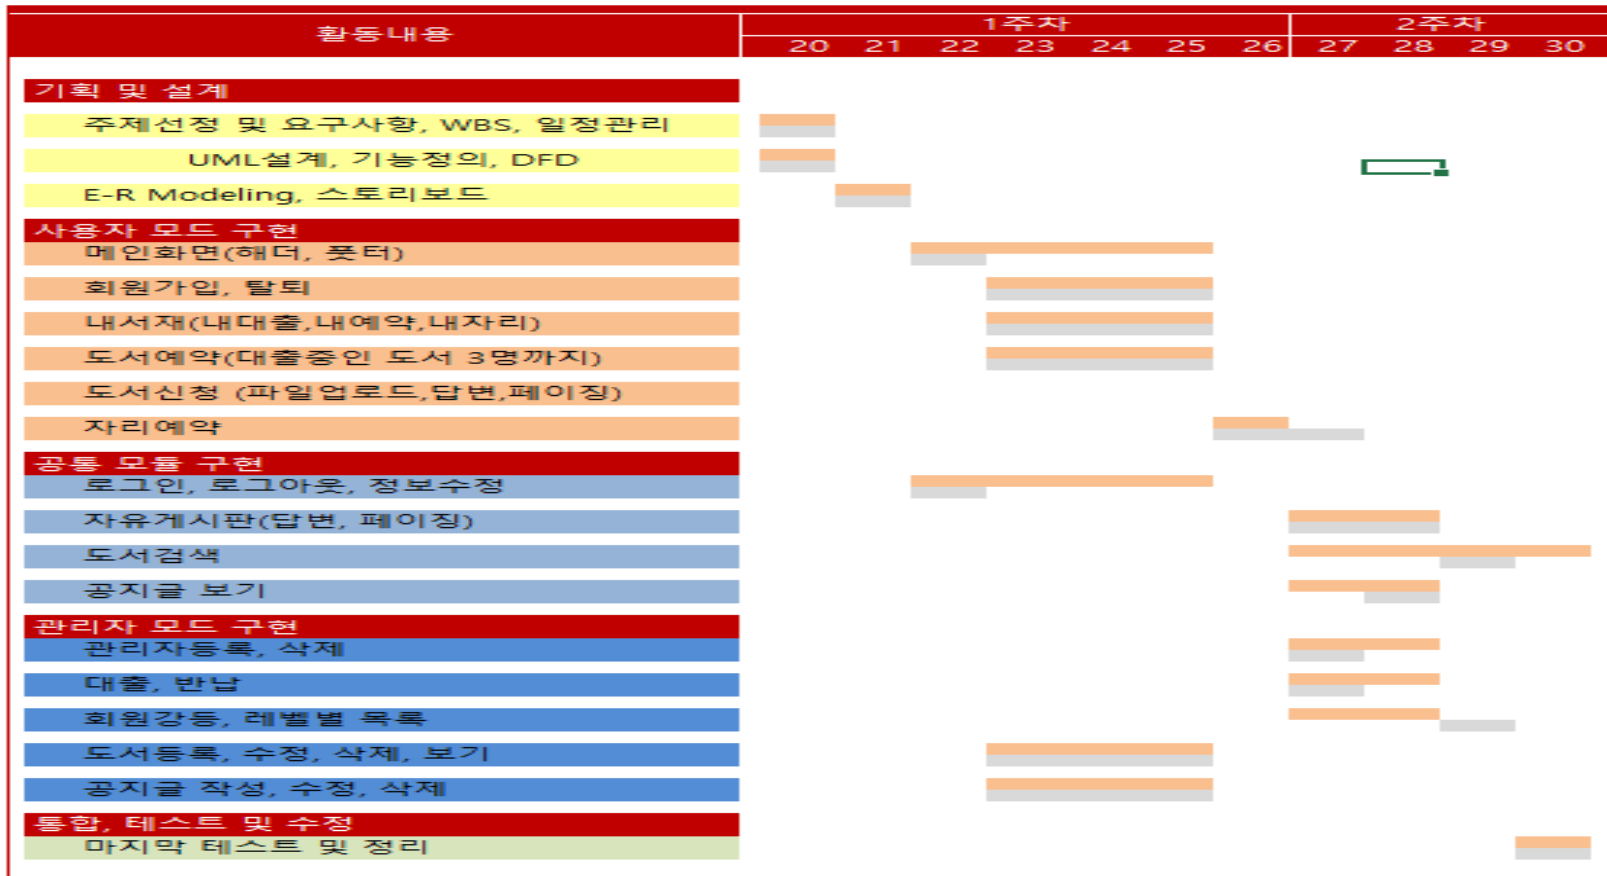 활동내용
1주차 2주차
20 21 22 23 24 25 26 27 28 29 30
기획 및 설계
주제선정 및 요구사항, WBS, 일정관리
UML설계, 기능정의, DFD
E-R Modeling, 스토리보드
사용자 모드 구현
메인화면(해더, 풋터)
회원가입, 탈퇴
내서재(내대출,내예약,내자리)
도서예약(대출중인 도서 3명까지)
도서신청 (파일업로드,답변,페이징)
자리예약
공통 모듈 구현
로그인, 로그아웃, 정보수정
자유게시판(답변, 페이징)
도서검색
공지글 보기
관리자 모드 구현
관리자등록, 삭제
대출, 반납
회원강등, 레벨별 목록
도서등록, 수정, 삭제, 보기
공지글 작성, 수정, 삭제
통합, 테스트 및 수정
마지막 테스트 및 정리